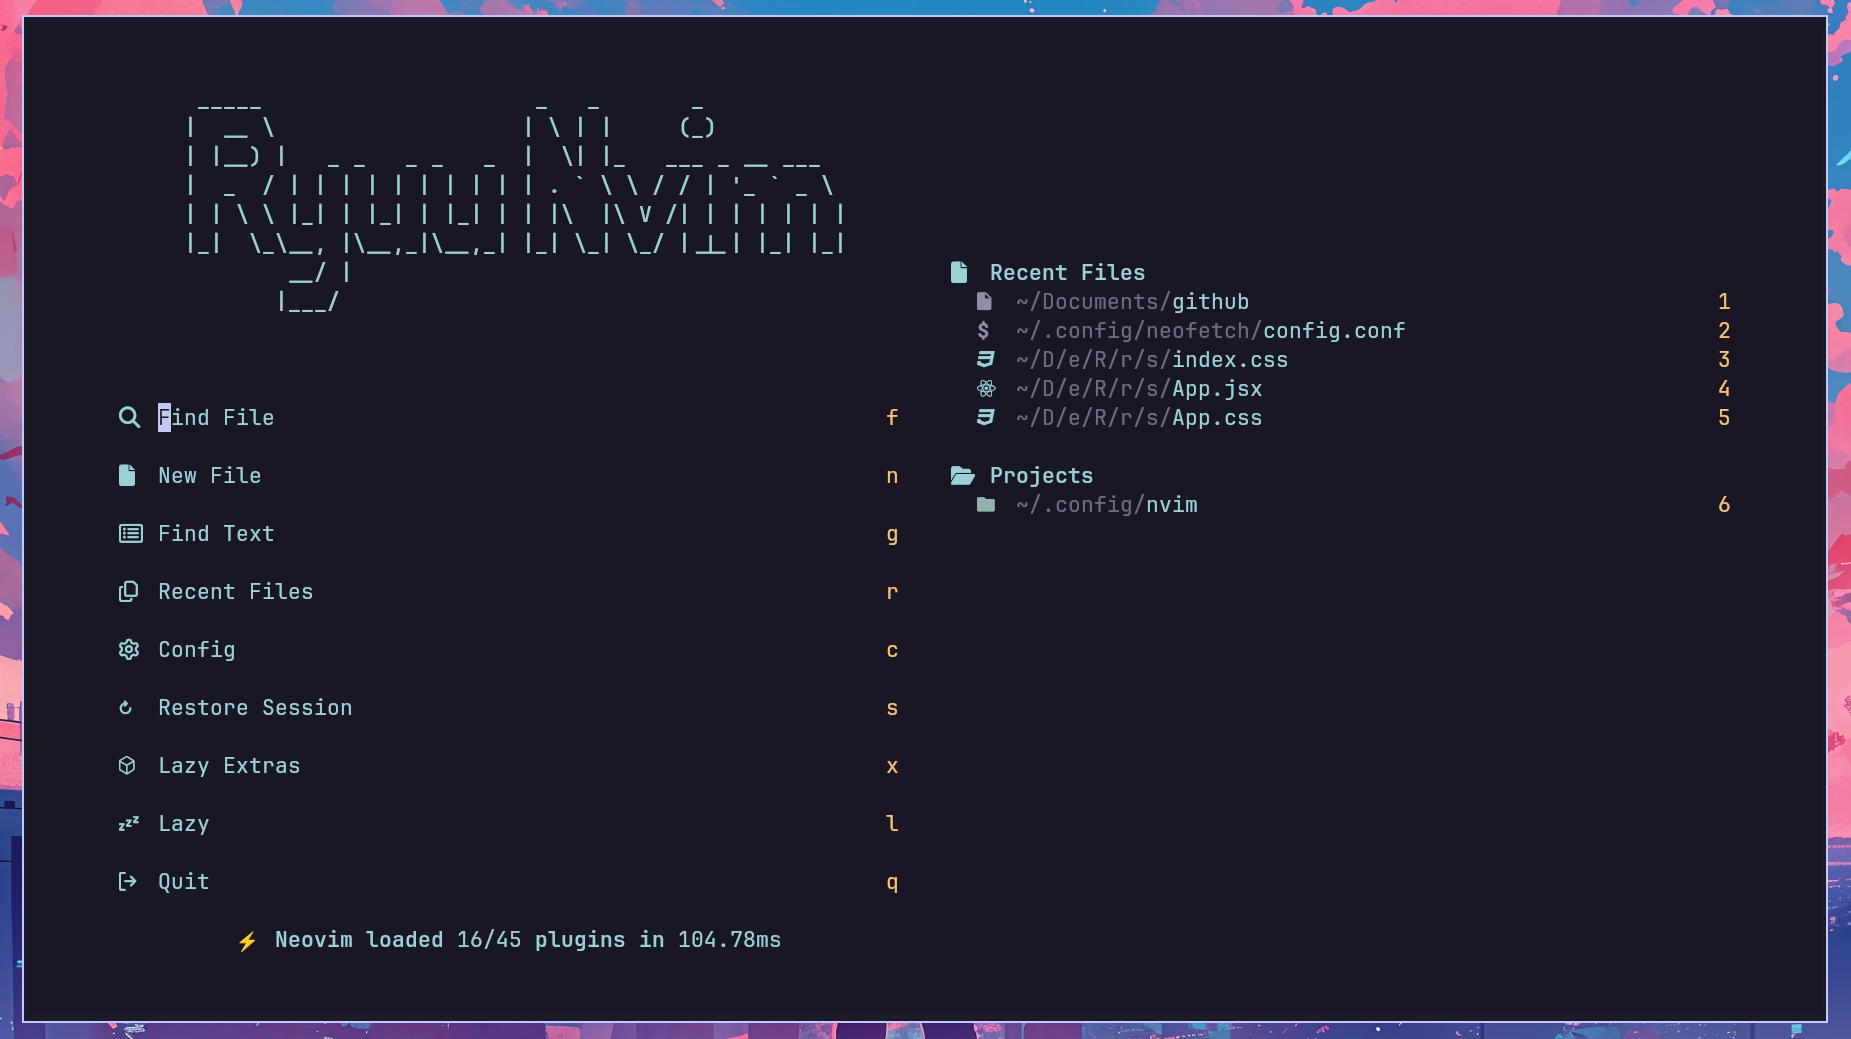 RyuuNvim
Find File f
New File n
Find Text g
Recent Files r
Config c
Restore Session s
Lazy Extras x
Lazy l
Quit q
⚡ Neovim loaded 16/45 plugins in 104.78ms
Recent Files
~/Documents/github 1
$ ~/.config/neofetch/config.conf 2
~/D/e/R/r/s/index.css 3
~/D/e/R/r/s/App.jsx 4
~/D/e/R/r/s/App.css 5
Projects
~/.config/nvim 6